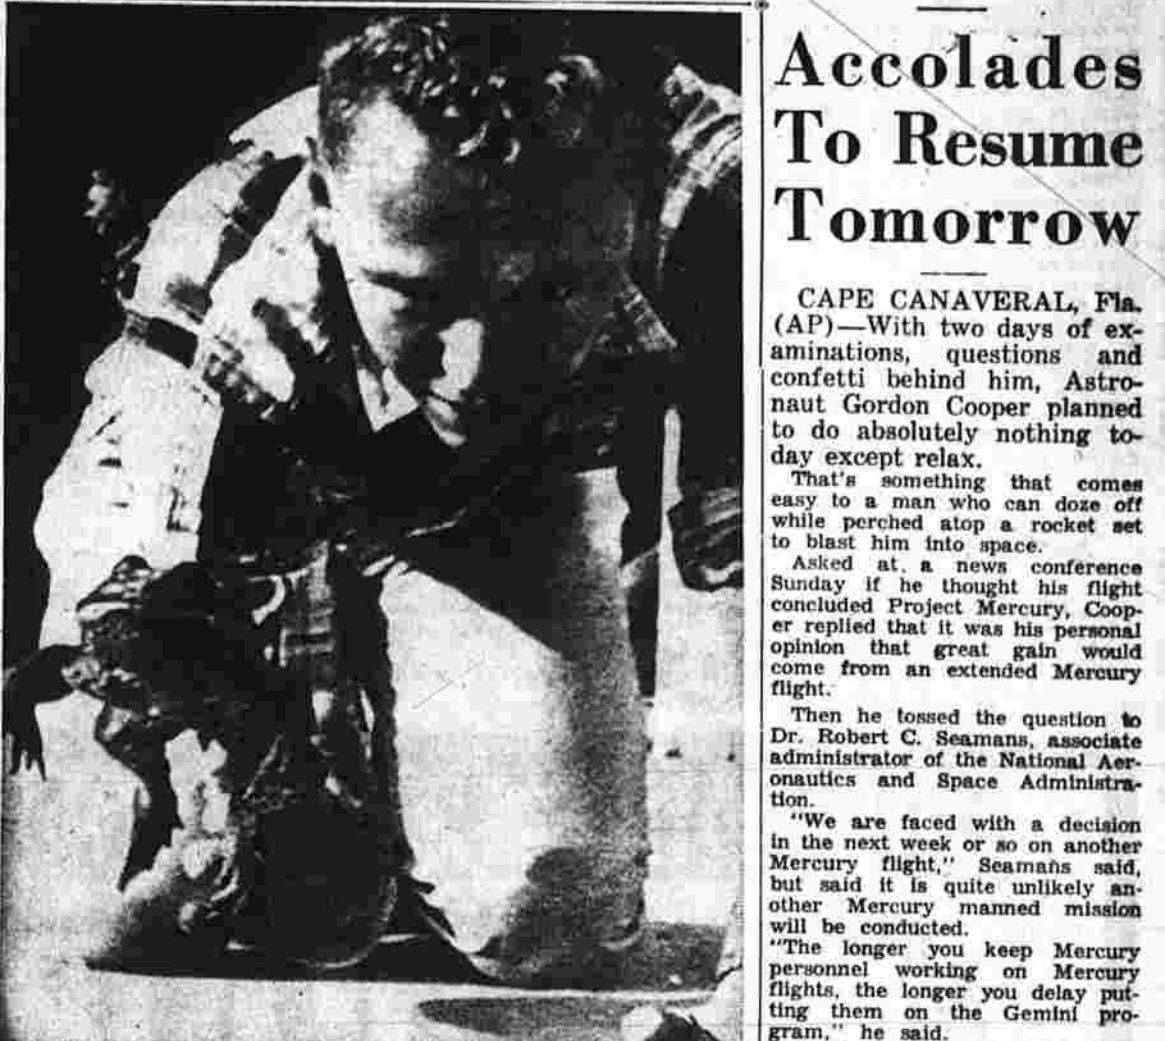 Accolades
To Resume
Tomorrow
CAPE CANAVERAL, Fla.
(AP)—With two days of ex-
aminations, questions and
confetti behind him, Astro-
naut Gordon Cooper planned
to do absolutely nothing to-
day except relax.
That's something that comes
easy to a man who can doze off
while perched atop a rocket set
to blast him into space.
Asked at a news conference
Sunday if he thought his flight
concluded Project Mercury, Coop-
er replied that it was his personal
opinion that great gain would
come from an extended Mercury
flight.
Then he tossed the question to
Dr. Robert C. Seamans, associate
administrator of the National Aer-
onautics and Space Administra-
tion.
"We are faced with a decision
in the next week or so on another
Mercury flight," Seamans said,
but said it is quite unlikely an-
other Mercury manned mission
will be conducted.
"The longer you keep Mercury
personnel working on Mercury
flights, the longer you delay put-
ting them on the Gemini pro-
gram," he said.